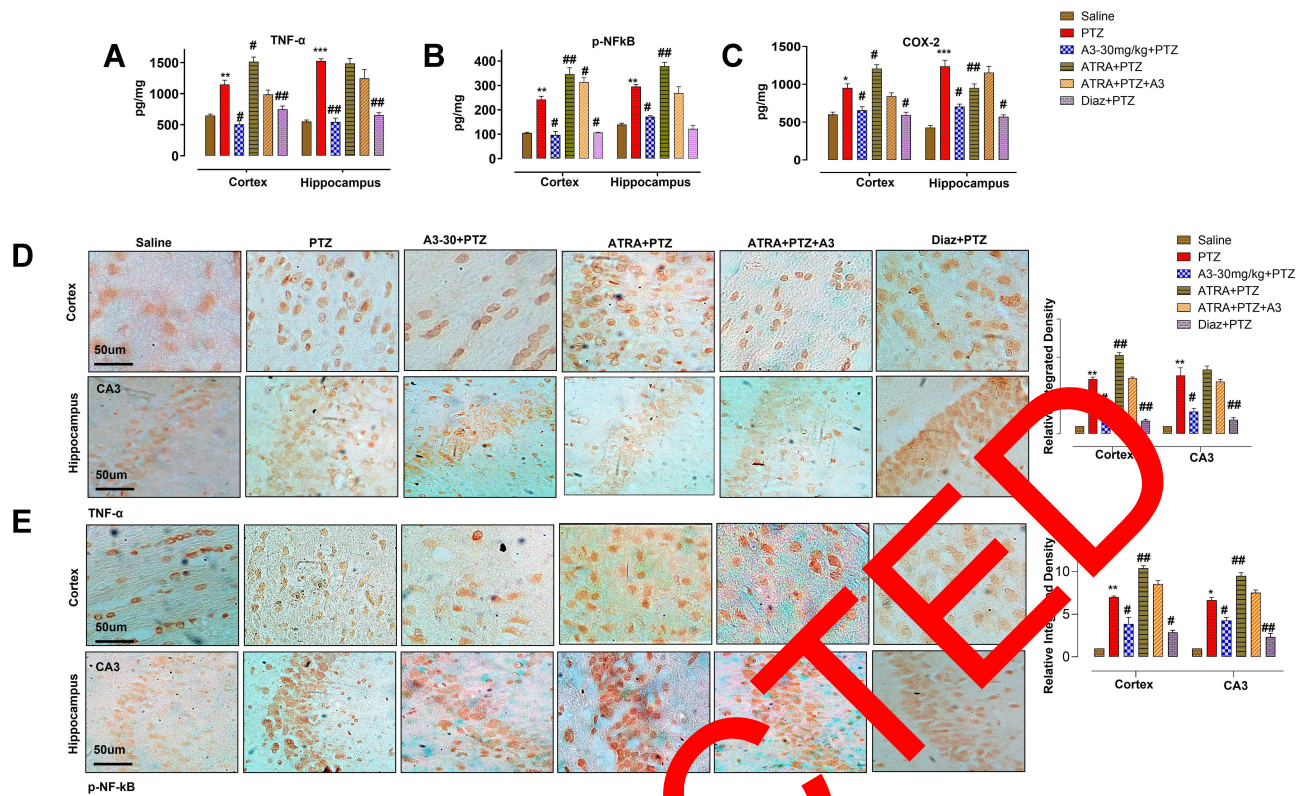 A
TNF-α
pg/mg
1500
1000
500
0
**
#
#
##
***
##
##
Cortex
Hippocampus
B
p-NFkB
pg/mg
400
300
200
100
0
**
#
##
#
#
**
#
##
Cortex
Hippocampus
C
COX-2
pg/mg
1500
1000
500
0
*
#
#
#
***
#
##
#
Cortex
Hippocampus
Saline
PTZ
A3-30mg/kg+PTZ
ATRA+PTZ
ATRA+PTZ+A3
Diaz+PTZ
D
Saline
PTZ
A3-30+PTZ
ATRA+PTZ
ATRA+PTZ+A3
Diaz+PTZ
Cortex
50um
Hippocampus
CA3
50um
TNF-α
Saline
PTZ
A3-30mg/kg+PTZ
ATRA+PTZ
ATRA+PTZ+A3
Diaz+PTZ
Relative Integrated Density
**
#
##
##
**
#
##
Cortex
CA3
E
Cortex
50um
Hippocampus
CA3
50um
p-NF-kB
Relative Integrated Density
10
5
0
**
#
##
#
*
#
##
##
Cortex
CA3
CTED